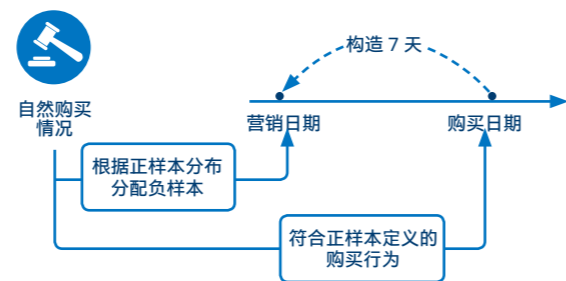 构造 7 天
自然购买
情况
营销日期
购买日期
根据正样本分布
分配负样本
符合正样本定义的
购买行为